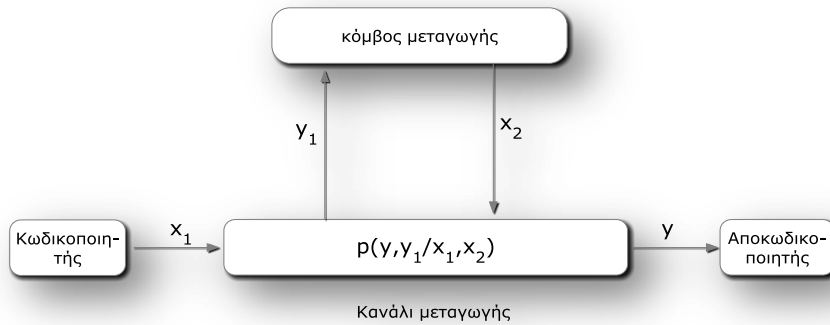 κόμβος μεταγωγής
y1
x2
Κωδικοποιη-
τής
x1
p(y,y1/x1,x2)
y
Αποκωδικο-
ποιητής
Κανάλι μεταγωγής